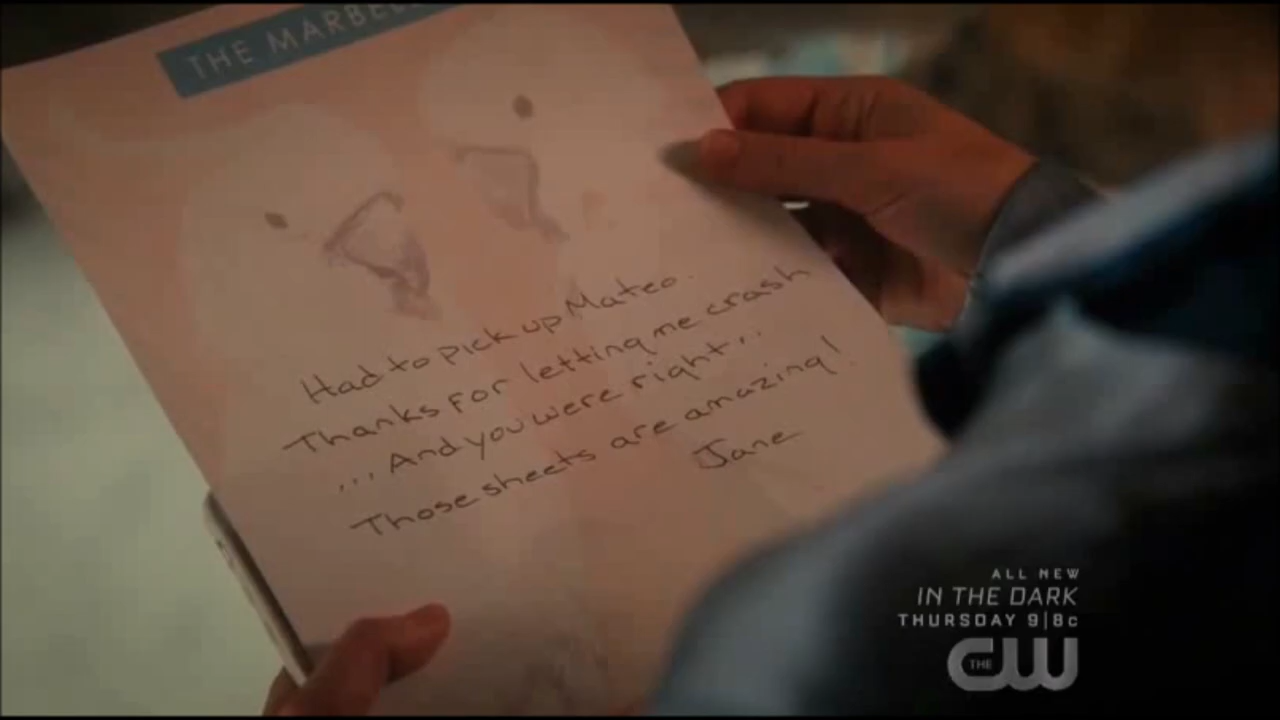 THE MARBE
Had to pick up Mateo.
Thanks for letting me crash
...And you were right...
Those sheets are amazing!
Jane
ALL NEW
IN THE DARK
THURSDAY 9|8c
THE CW